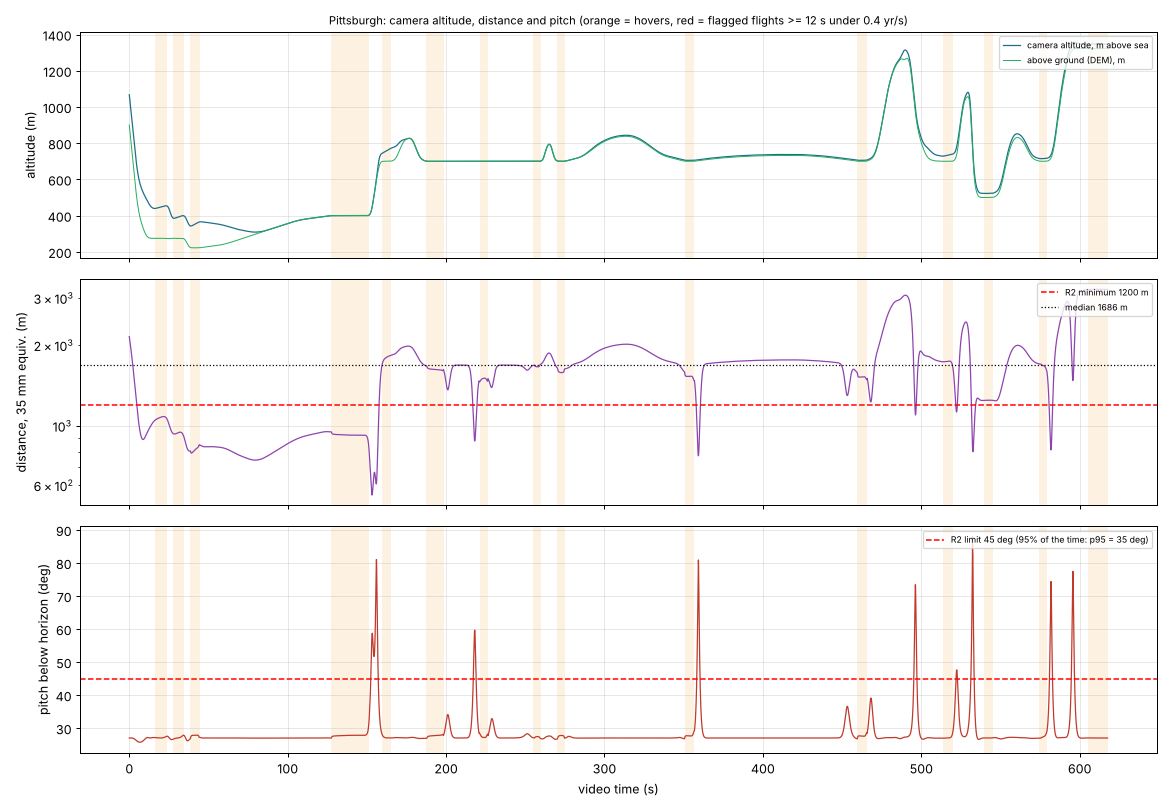 Pittsburgh: camera altitude, distance and pitch (orange = hovers, red = flagged flights >= 12 s under 0.4 yr/s)
altitude (m)
1400
1200
1000
800
600
400
200
camera altitude, m above sea
above ground (DEM), m
distance, 35 mm equiv. (m)
3 × 10³
2 × 10³
10³
6 × 10²
R2 minimum 1200 m
median 1686 m
pitch below horizon (deg)
90
80
70
60
50
40
30
R2 limit 45 deg (95% of the time: p95 = 35 deg)
0 100 200 300 400 500 600
video time (s)